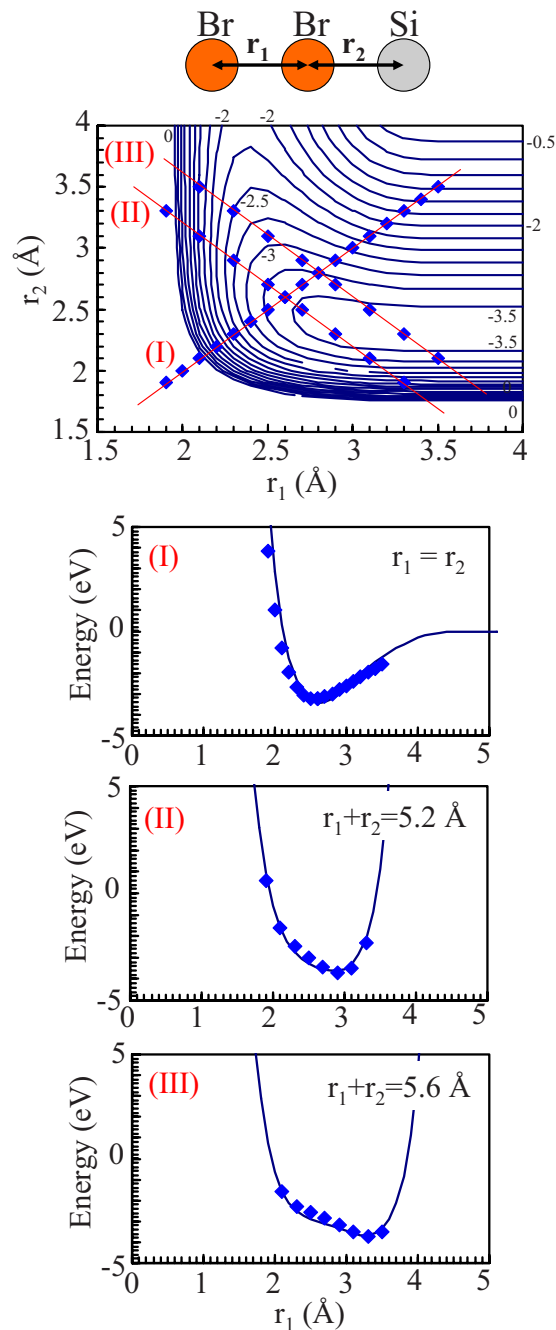 Br Br Si
r1 r2
4
3.5
3
2.5
2
1.5
r2 (Å)
0 -2 -2
-0.5
(III)
(II)
-2.5
-2
-3
-3.5
-3.5
(I)
0
0
1.5 2 2.5 3 3.5 4
r1 (Å)
5
(I) r1 = r2
0
Energy (eV)
-5
0 1 2 3 4 5
5
(II) r1+r2=5.2 Å
0
Energy (eV)
-5
0 1 2 3 4 5
5
(III) r1+r2=5.6 Å
0
Energy (eV)
-5
0 1 2 3 4 5
r1 (Å)